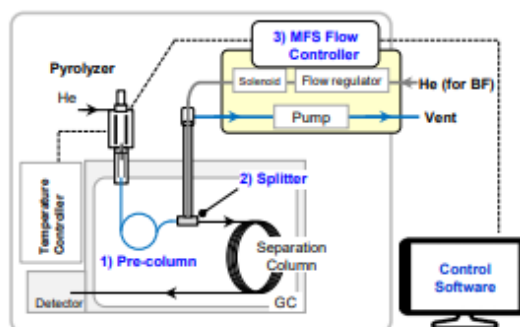 3) MFS Flow
Controller
Pyrolyzer
Solenoid
Flow regulator
He (for BF)
He
Pump
Vent
2) Splitter
Temperature
Controller
1) Pre-column
Separation
Column
Control
Software
Detector
GC